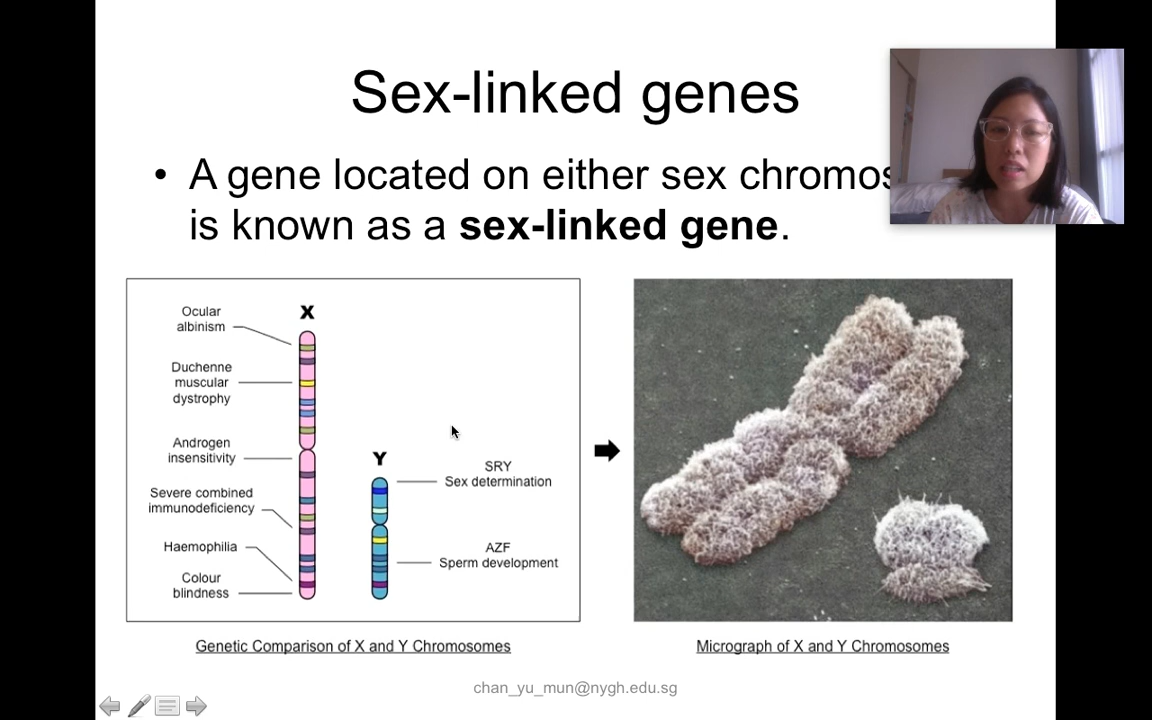 Sex-linked genes
• A gene located on either sex
is known as a sex-linked gene.
X
Ocular
albinism
Duchenne
muscular
dystrophy
Androgen
insensitivity
Severe combined
immunodeficiency
Haemophilia
Colour
blindness
Y
SRY
Sex determination
AZF
Sperm development
Genetic Comparison of X and Y Chromosomes
Micrograph of X and Y Chromosomes
chan_yu_mun@nygh.edu.sg